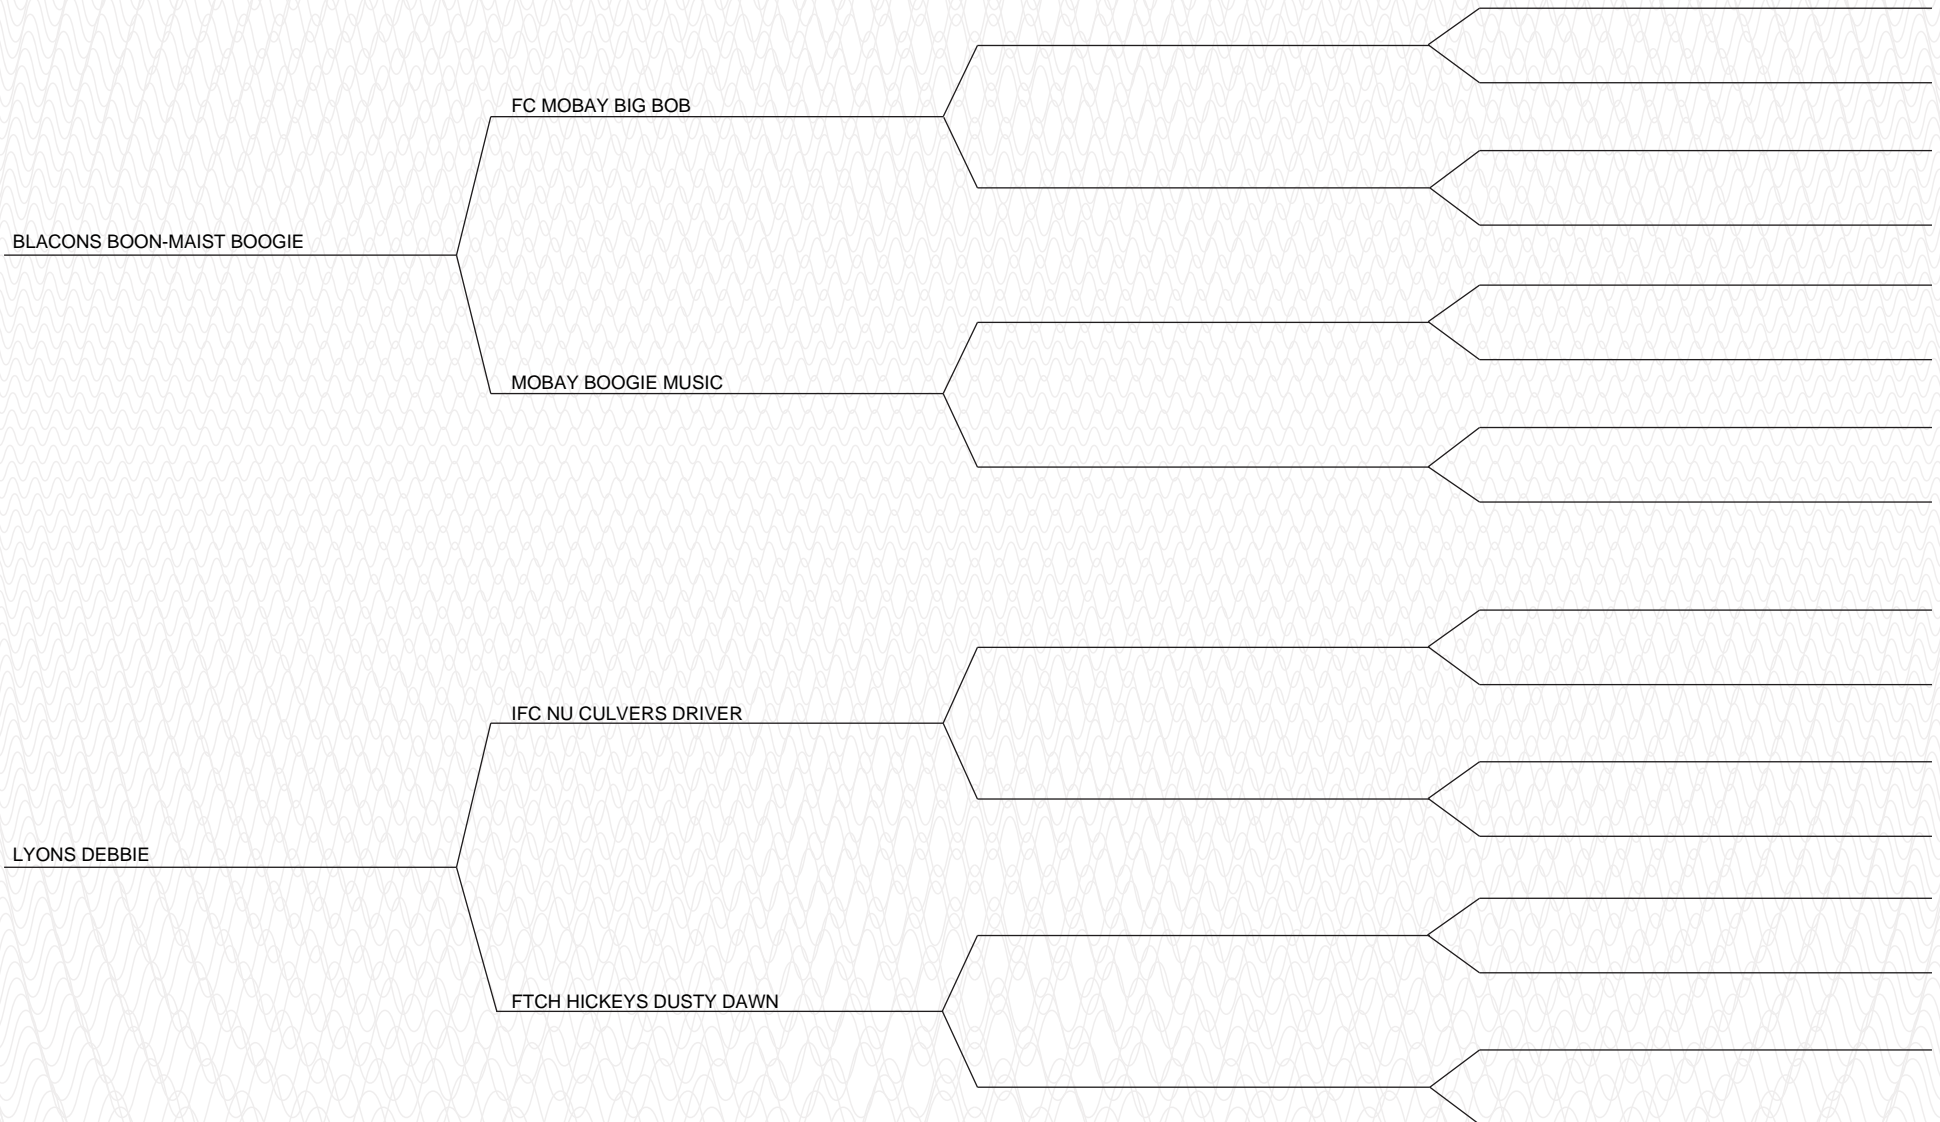 FC MOBAY BIG BOB
BLACONS BOON-MAIST BOOGIE
MOBAY BOOGIE MUSIC
IFC NU CULVERS DRIVER
LYONS DEBBIE
FTCH HICKEYS DUSTY DAWN